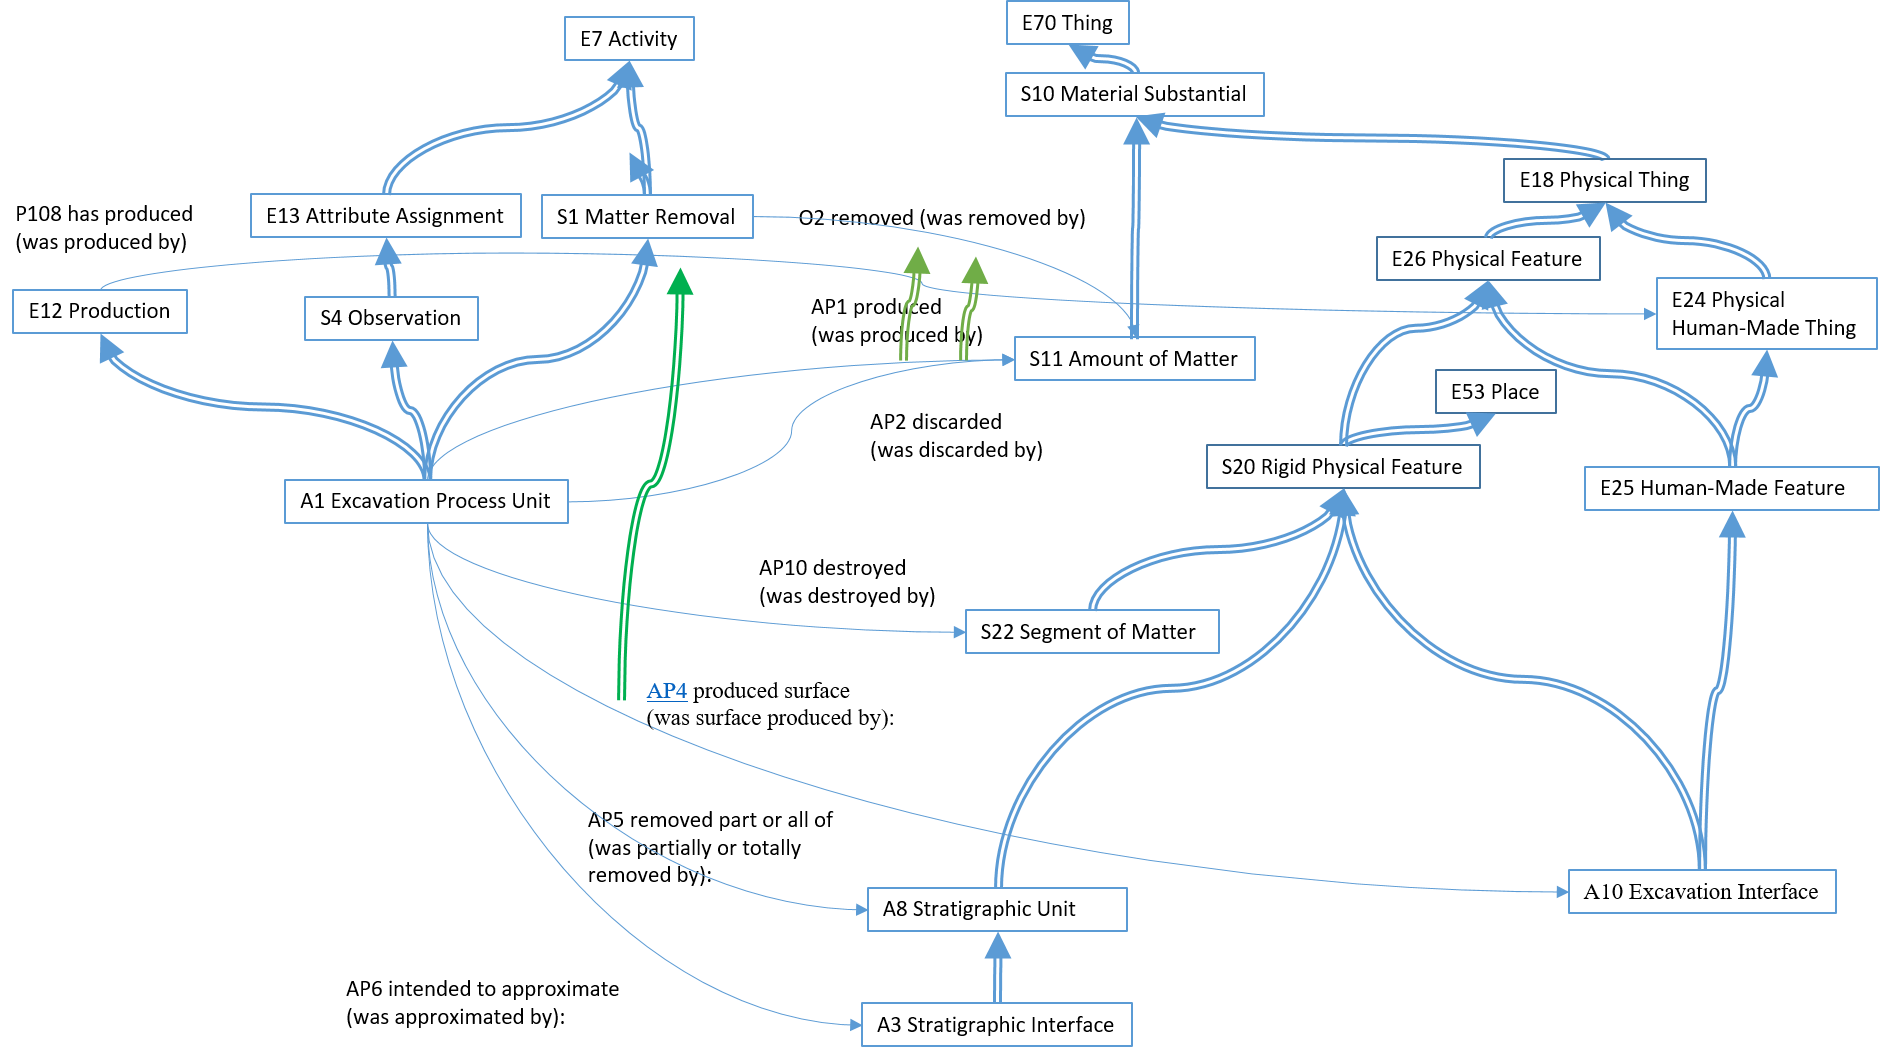 E70 Thing
E7 Activity
S10 Material Substantial
E18 Physical Thing
P108 has produced
(was produced by)
E13 Attribute Assignment
S1 Matter Removal
O2 removed (was removed by)
E26 Physical Feature
E12 Production
S4 Observation
AP1 produced
(was produced by)
E24 Physical
Human-Made Thing
S11 Amount of Matter
E53 Place
AP2 discarded
(was discarded by)
S20 Rigid Physical Feature
E25 Human-Made Feature
A1 Excavation Process Unit
AP10 destroyed
(was destroyed by)
S22 Segment of Matter
AP4 produced surface
(was surface produced by):
AP5 removed part or all of
(was partially or totally
removed by):
A8 Stratigraphic Unit
A10 Excavation Interface
AP6 intended to approximate
(was approximated by):
A3 Stratigraphic Interface